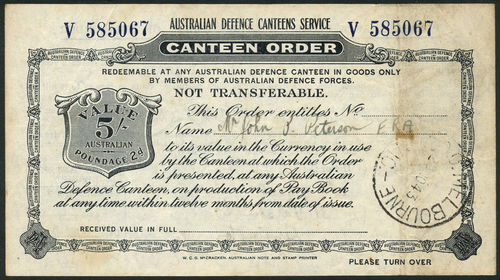 V 585067 AUSTRALIAN DEFENCE CANTEENS SERVICE V 585067
CANTEEN ORDER
REDEEMABLE AT ANY AUSTRALIAN DEFENCE CANTEEN IN GOODS ONLY
BY MEMBERS OF AUSTRALIAN DEFENCE FORCES.
NOT TRANSFERABLE.
VALUE
5/-
AUSTRALIAN
POUNDAGE 2d
This Order entitles No
Name Mr John J. Peterson
to its value in the Currency in use
by the Canteen at which the Order
is presented, at any Australian
Defence Canteen, on production of Pay Book
at any time within twelve months from date of issue.
MELBOURNE
RECEIVED VALUE IN FULL
W. E. S. McCRACKEN, AUSTRALIAN NOTE AND STAMP PRINTER
PLEASE TURN OVER